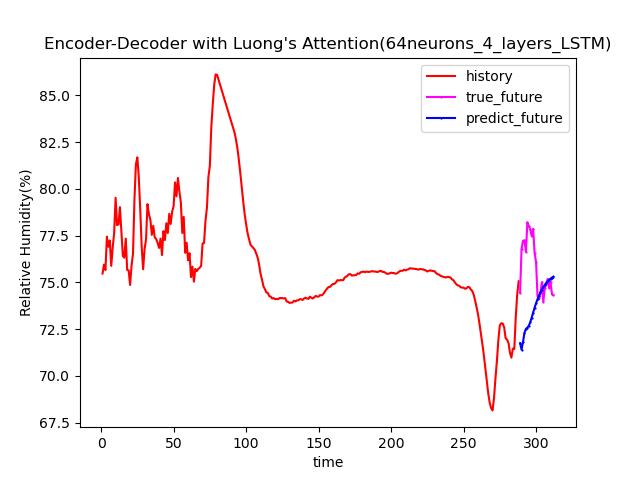 Encoder-Decoder with Luong's Attention(64neurons_4_layers_LSTM)
history
true_future
predict_future
85.0
82.5
80.0
77.5
75.0
72.5
70.0
67.5
Relative Humidity(%)
0 50 100 150 200 250 300
time